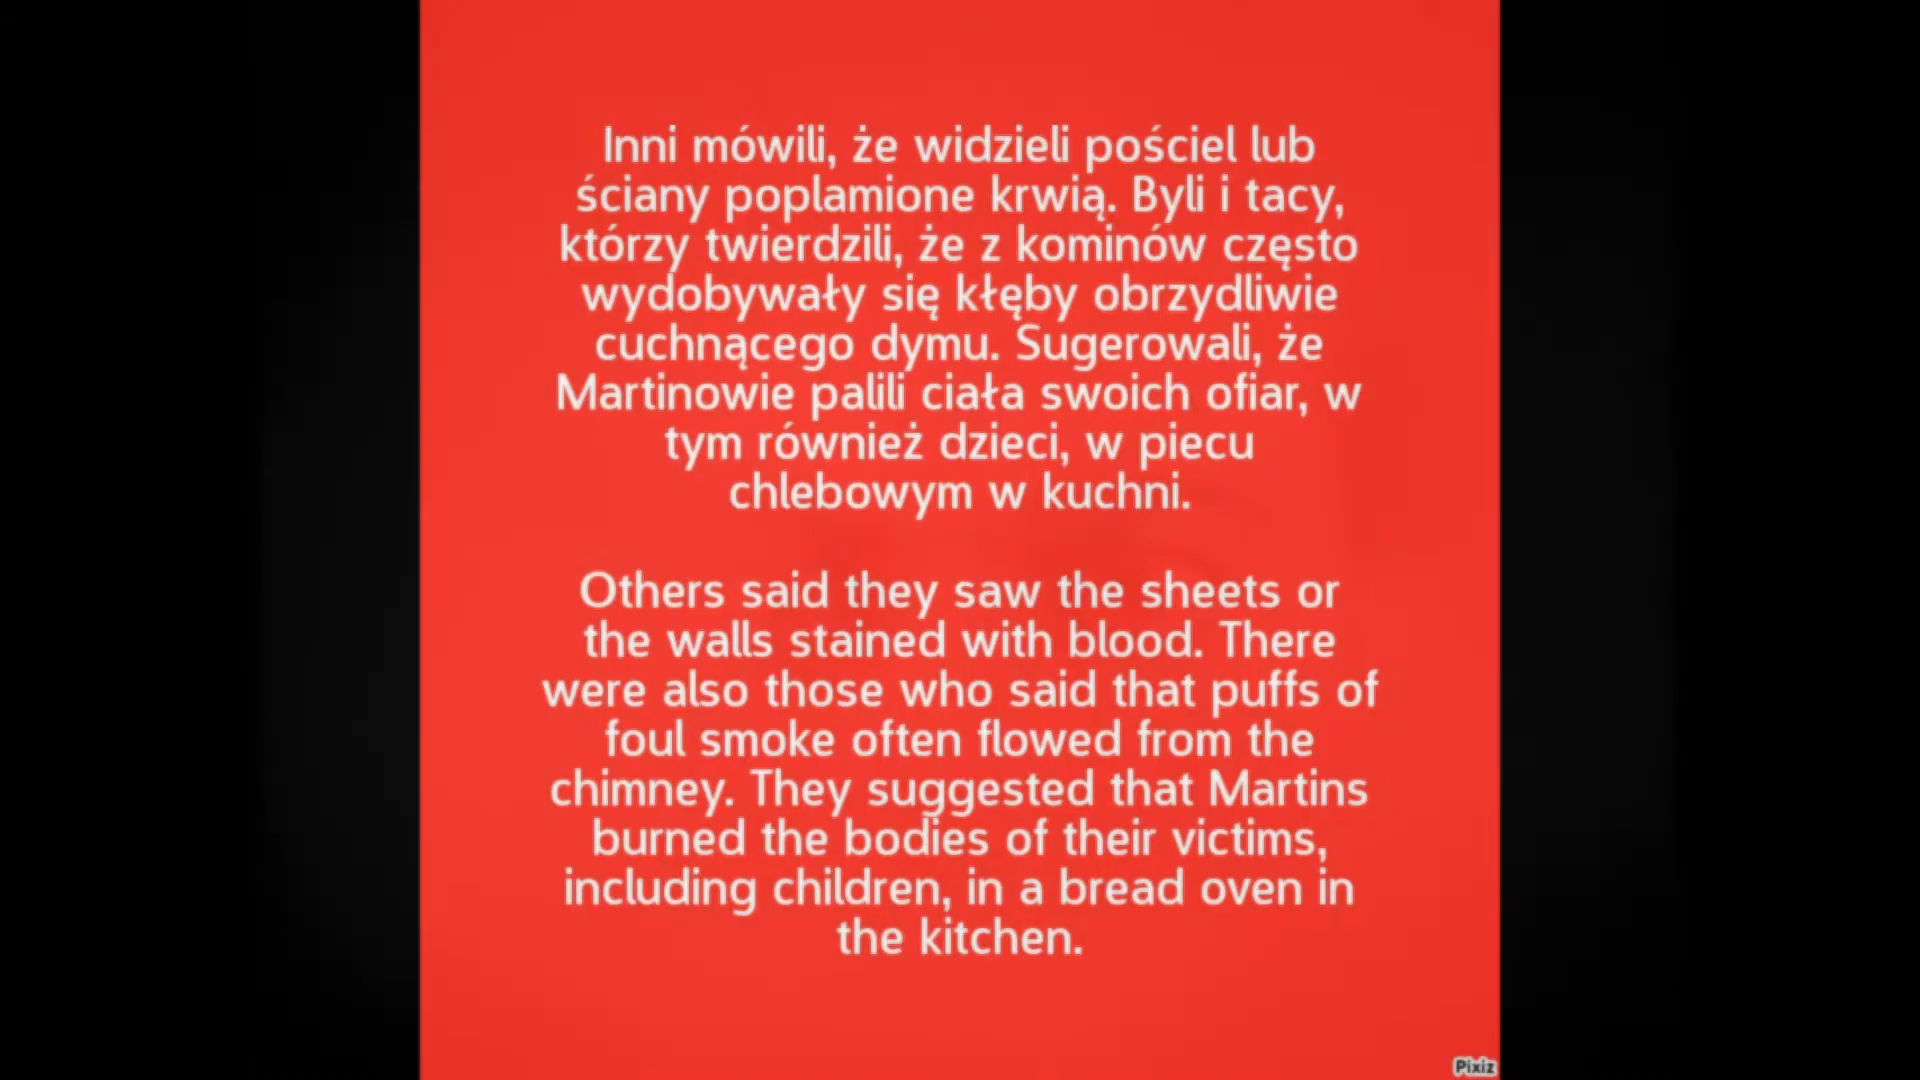 Inni mówili, że widzieli pościel lub
ściany poplamione krwią. Byli i tacy,
którzy twierdzili, że z kominów często
wydobywały się kłęby obrzydliwie
cuchnącego dymu. Sugerowali, że
Martinowie palili ciała swoich ofiar, w
tym również dzieci, w piecu
chlebowym w kuchni.
Others said they saw the sheets or
the walls stained with blood. There
were also those who said that puffs of
foul smoke often flowed from the
chimney. They suggested that Martins
burned the bodies of their victims,
including children, in a bread oven in
the kitchen.
Pixiz